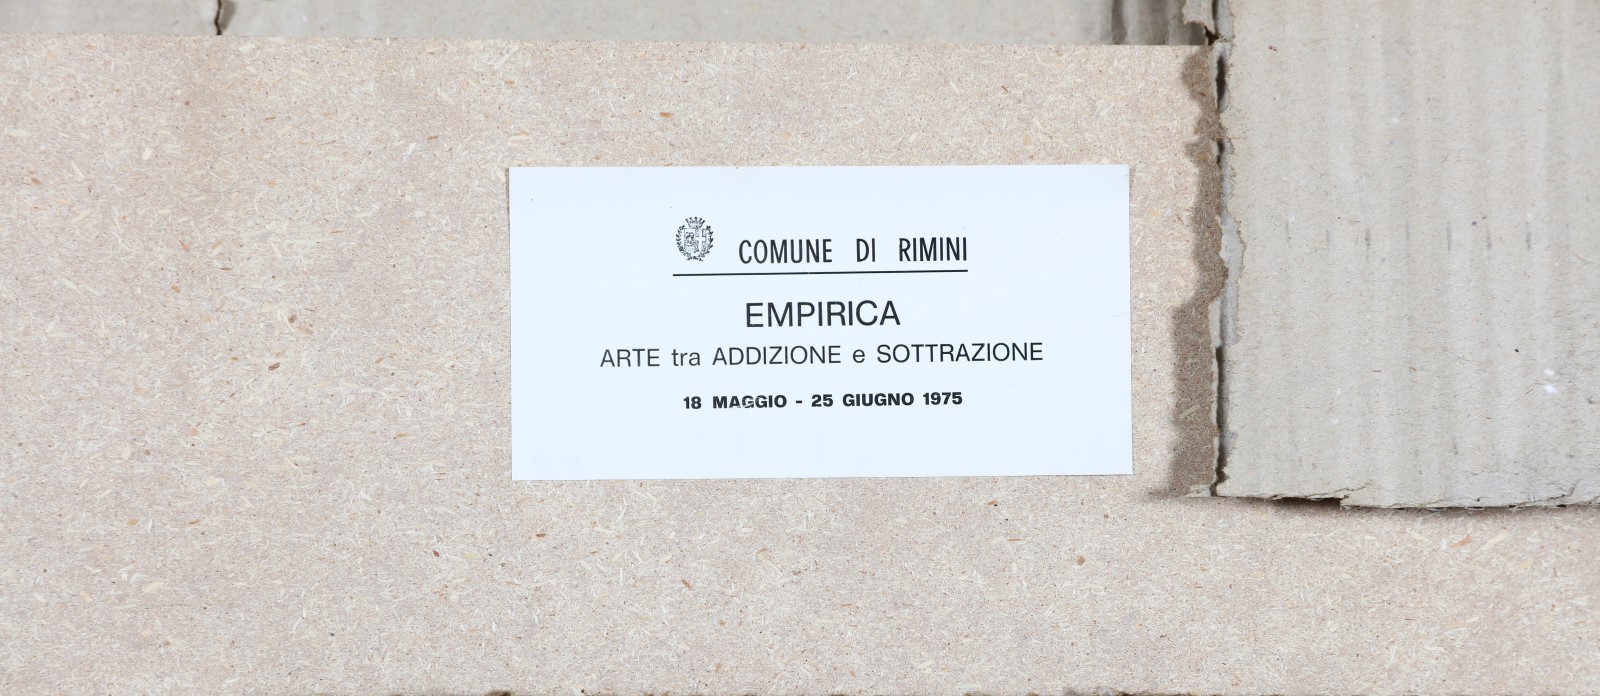 COMUNE DI RIMINI
EMPIRICA
ARTE tra ADDIZIONE e SOTTRAZIONE
18 MAGGIO - 25 GIUGNO 1975